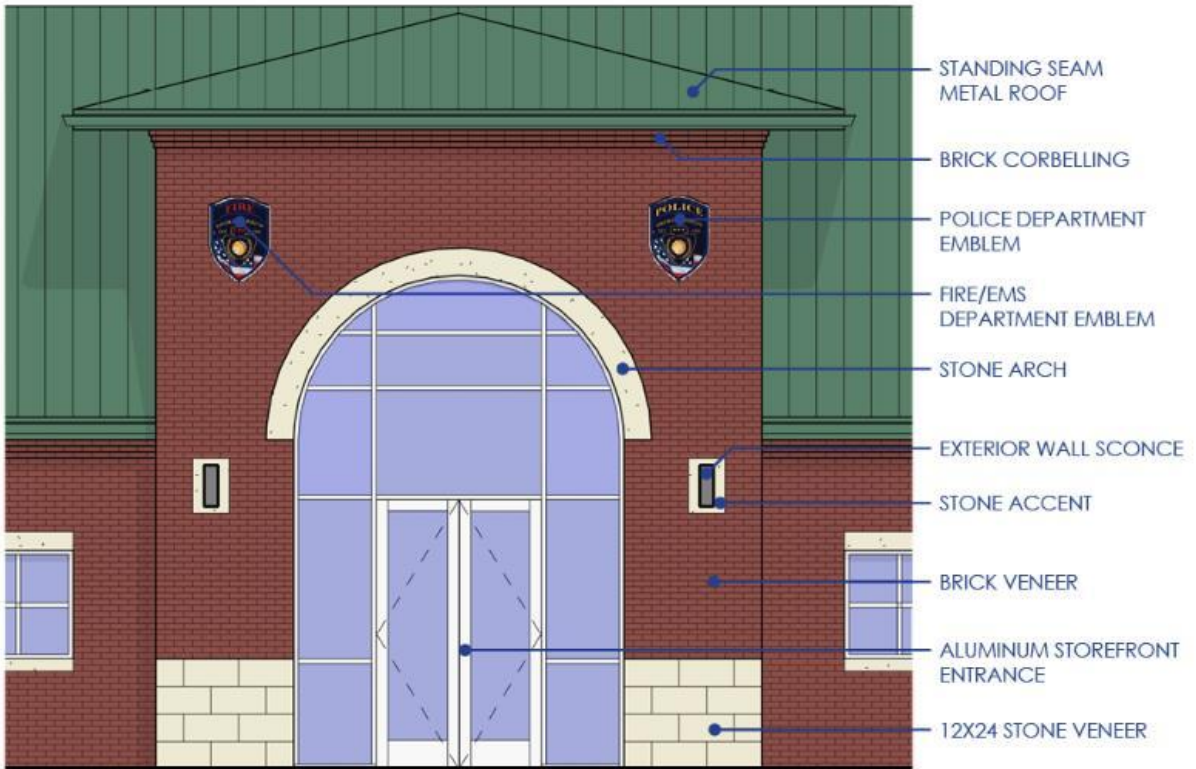 STANDING SEAM
METAL ROOF
BRICK CORBELLING
FIRE
POLICE
POLICE DEPARTMENT
EMBLEM
FIRE/EMS
DEPARTMENT EMBLEM
STONE ARCH
EXTERIOR WALL SCONCE
STONE ACCENT
BRICK VENEER
ALUMINUM STOREFRONT
ENTRANCE
12X24 STONE VENEER